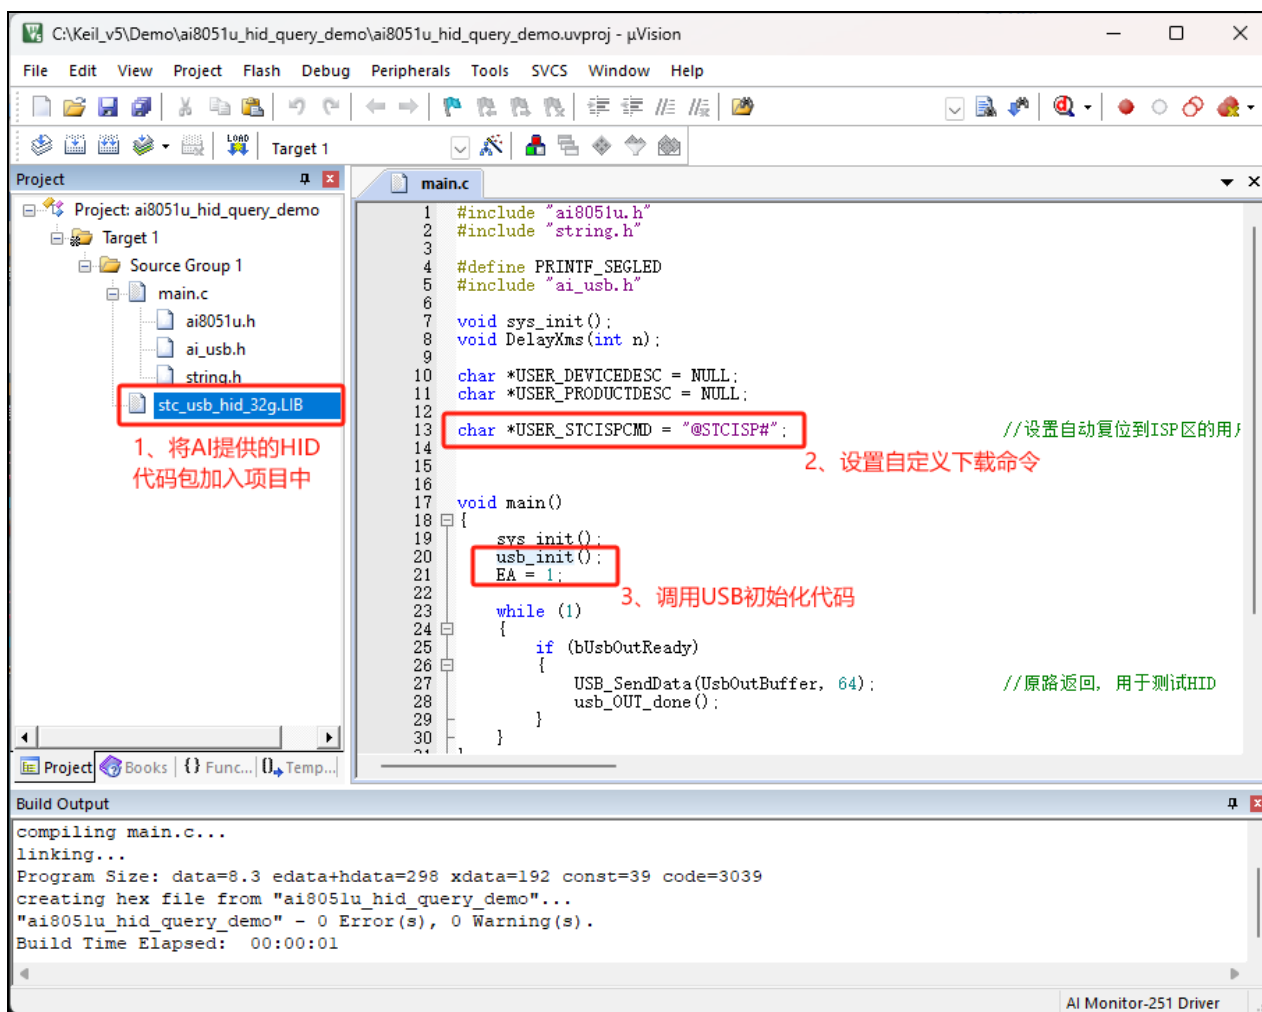 C:\Keil_v5\Demo\ai8051u_hid_query_demo\ai8051u_hid_query_demo.uvproj - µVision
File Edit View Project Flash Debug Peripherals Tools SVCS Window Help
LOAD Target 1
Project
main.c
Project: ai8051u_hid_query_demo
Target 1
Source Group 1
main.c
ai8051u.h
ai_usb.h
string.h
stc_usb_hid_32g.LIB
1、将AI提供的HID
代码包加入项目中
1 #include "ai8051u.h"
2 #include "string.h"
3
4 #define PRINTF_SEGLED
5 #include "ai_usb.h"
6
7 void sys_init();
8 void DelayXms(int n);
9
10 char *USER_DEVICEDESC = NULL;
11 char *USER_PRODUCTDESC = NULL;
12
13 char *USER_STCISPCMD = "@STCISP#"; //设置自动复位到ISP区的用
14
2、设置自定义下载命令
15
16
17 void main()
18 {
19 sys_init();
20 usb_init();
21 EA = 1;
22
3、调用USB初始化代码
23 while (1)
24 {
25 if (bUsbOutReady)
26 {
27 USB_SendData(UsbOutBuffer, 64); //原路返回, 用于测试HID
28 usb_OUT_done();
29 }
30 }
Project Books {} Func... 0 Temp...
Build Output
compiling main.c...
linking...
Program Size: data=8.3 edata+hdata=298 xdata=192 const=39 code=3039
creating hex file from "ai8051u_hid_query_demo"...
"ai8051u_hid_query_demo" - 0 Error(s), 0 Warning(s).
Build Time Elapsed: 00:00:01
AI Monitor-251 Driver